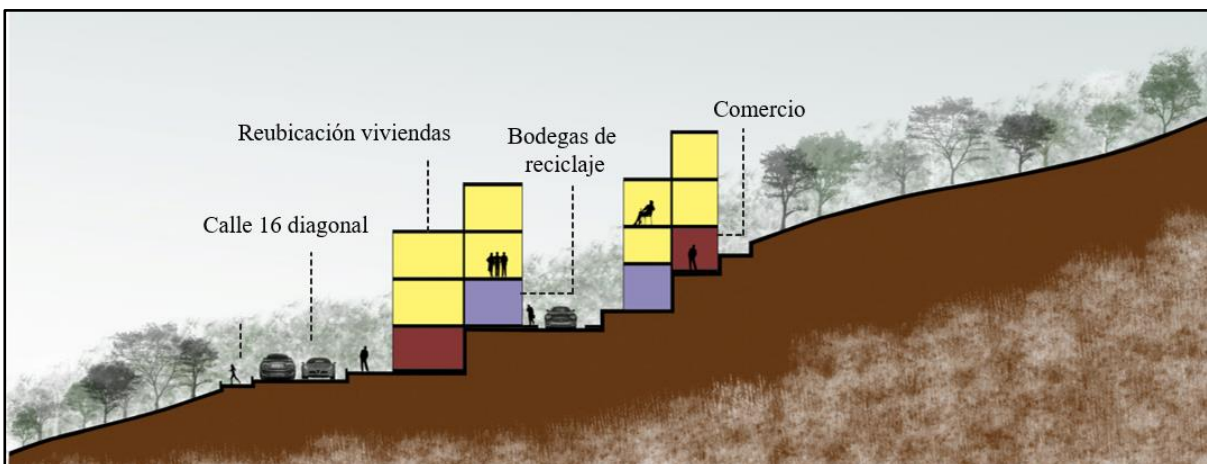 Comercio
Reubicación viviendas
Bodegas de
reciclaje
Calle 16 diagonal